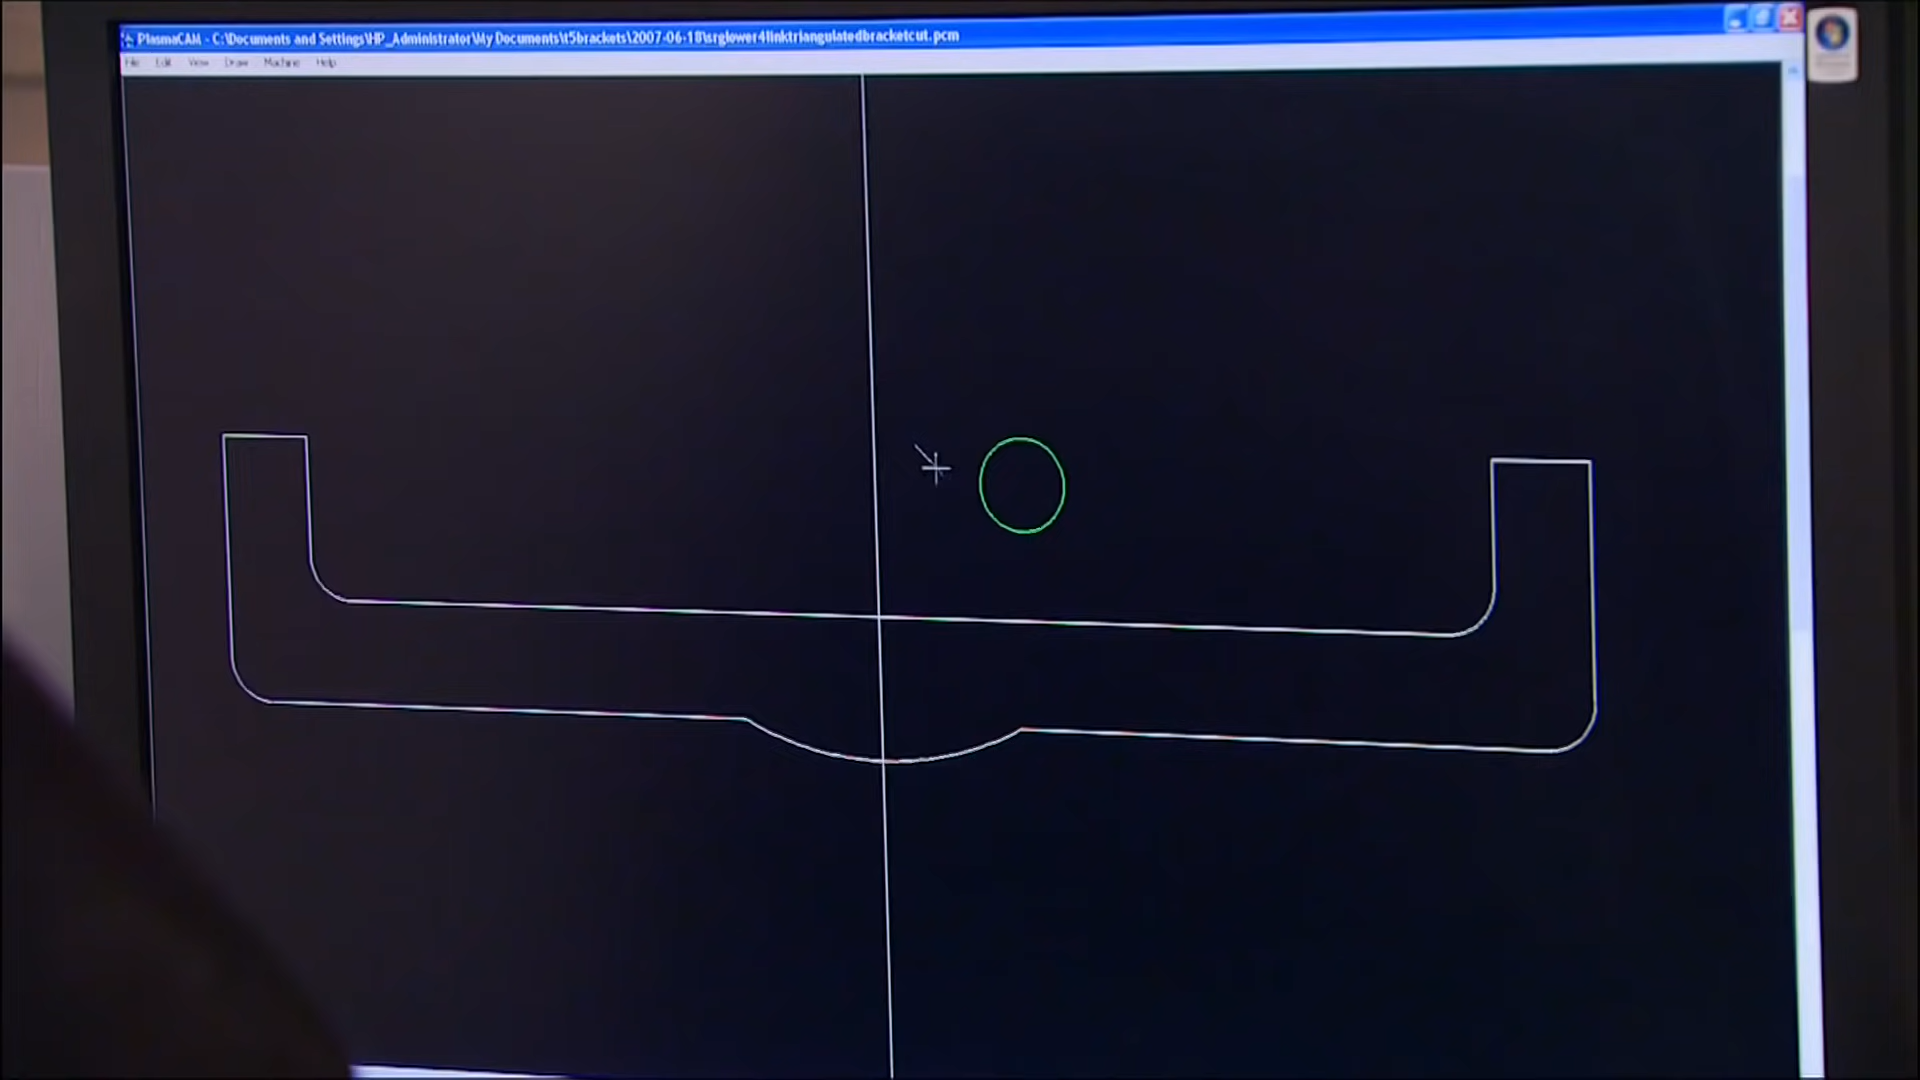 PlasmaCAM - C:\Documents and Settings\HP_Administrator\My Documents\t5brackets\2007-06-18\srglower4linktriangulatedbracketcut.pcm
File Edit View Draw Machine Help